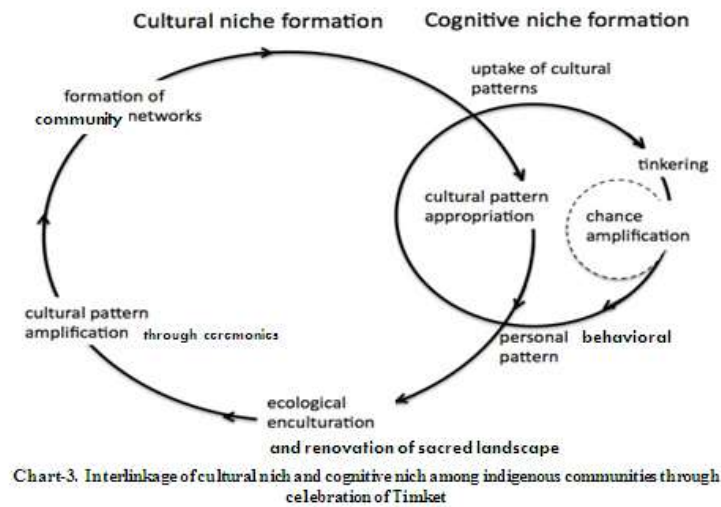 Cultural niche formation
Cognitive niche formation
uptake of cultural
patterns
formation of
community networks
tinkering
cultural pattern
appropriation
chance
amplification
cultural pattern
amplification through ceremonics
personal behavioral
pattern
ecological
enculturation
and renovation of sacred landscape
Chart-3. Interlinkage of cultural nich and cognitive nich among indigenous communities through
celebration of Timket